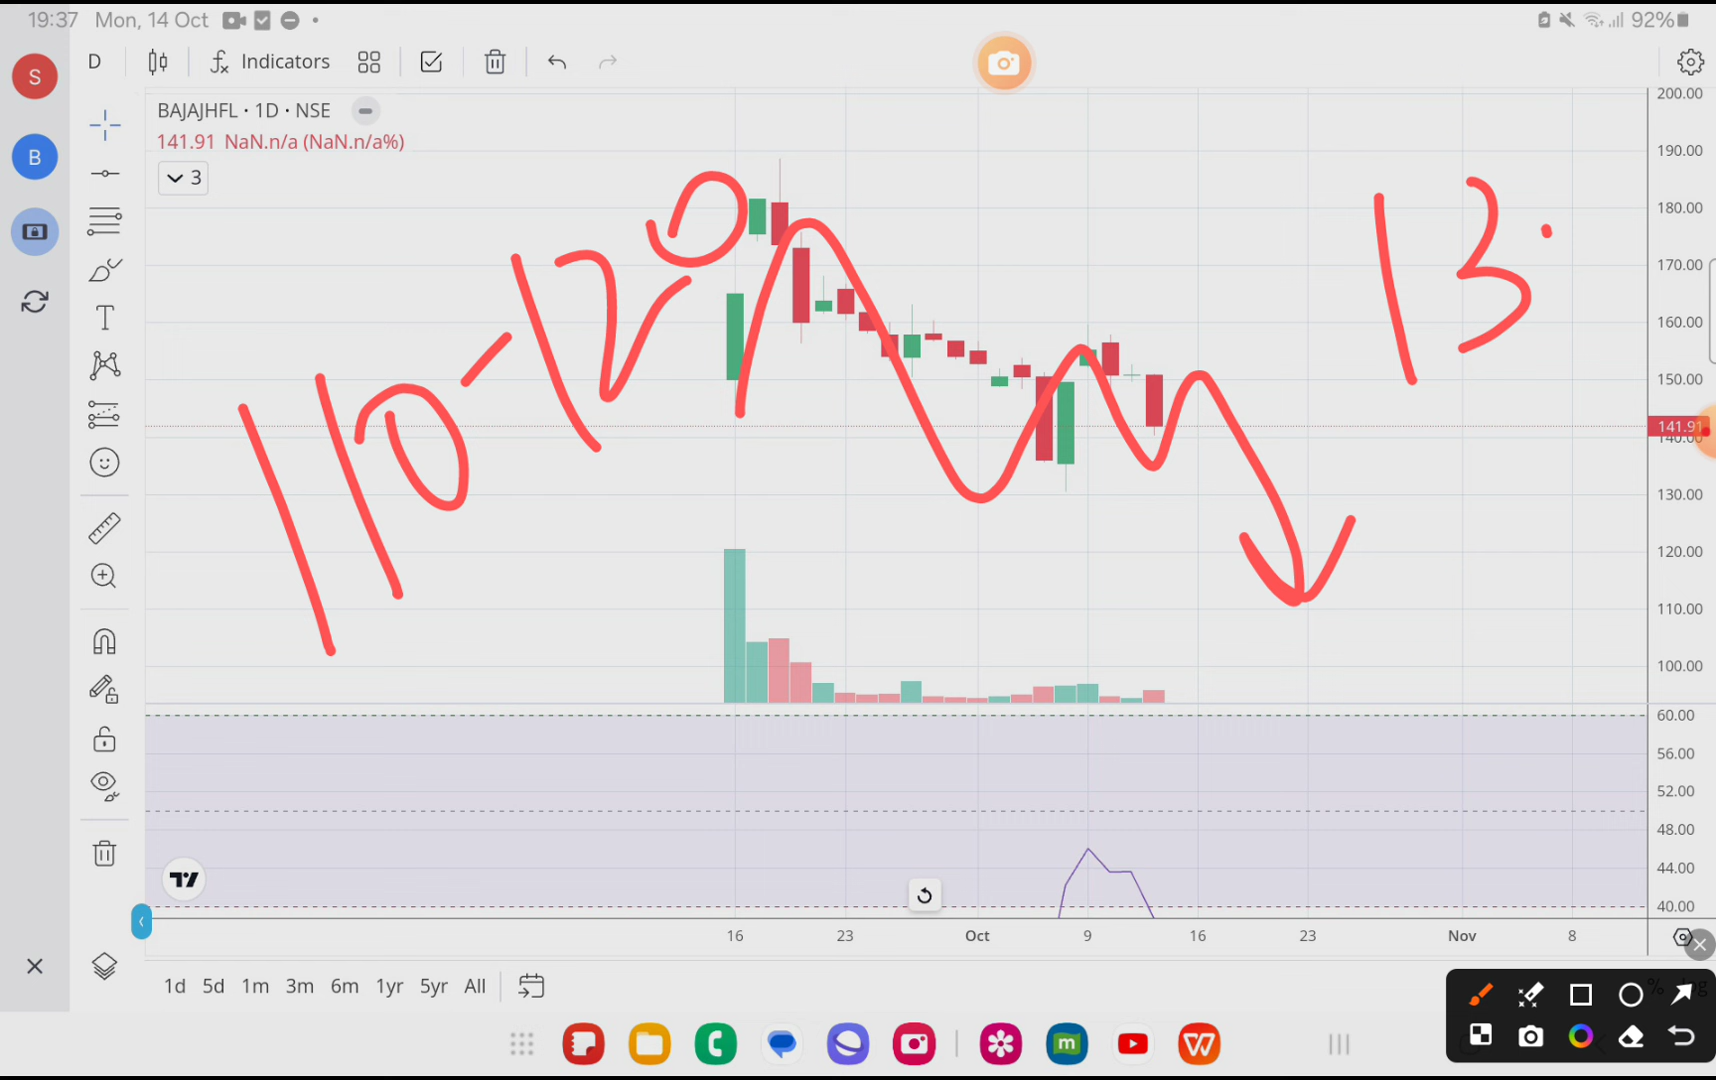 19:37 Mon, 14 Oct
92%
S
D
Indicators
B
BAJAJHFL · 1D · NSE
141.91 NaN.n/a (NaN.n/a%)
3
T
110-120
13.
200.00
190.00
180.00
170.00
160.00
150.00
141.91
140.00
130.00
120.00
110.00
100.00
60.00
56.00
52.00
48.00
44.00
40.00
16 23 Oct 9 16 23 Nov 8
1d 5d 1m 3m 6m 1yr 5yr All
%
m